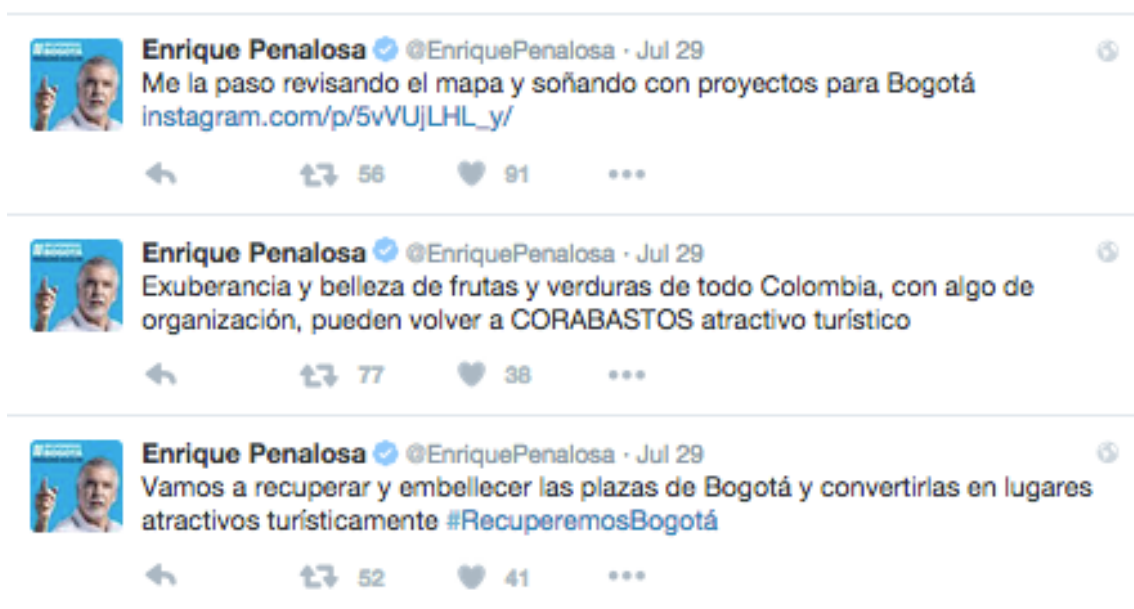 Enrique Penalosa @EnriquePenalosa · Jul 29
Me la paso revisando el mapa y soñando con proyectos para Bogotá
instagram.com/p/5vVUjLHL_y/
56 91
Enrique Penalosa @EnriquePenalosa · Jul 29
Exuberancia y belleza de frutas y verduras de todo Colombia, con algo de
organización, pueden volver a CORABASTOS atractivo turístico
77 38
Enrique Penalosa @EnriquePenalosa · Jul 29
Vamos a recuperar y embellecer las plazas de Bogotá y convertirlas en lugares
atractivos turísticamente #RecuperemosBogotá
52 41